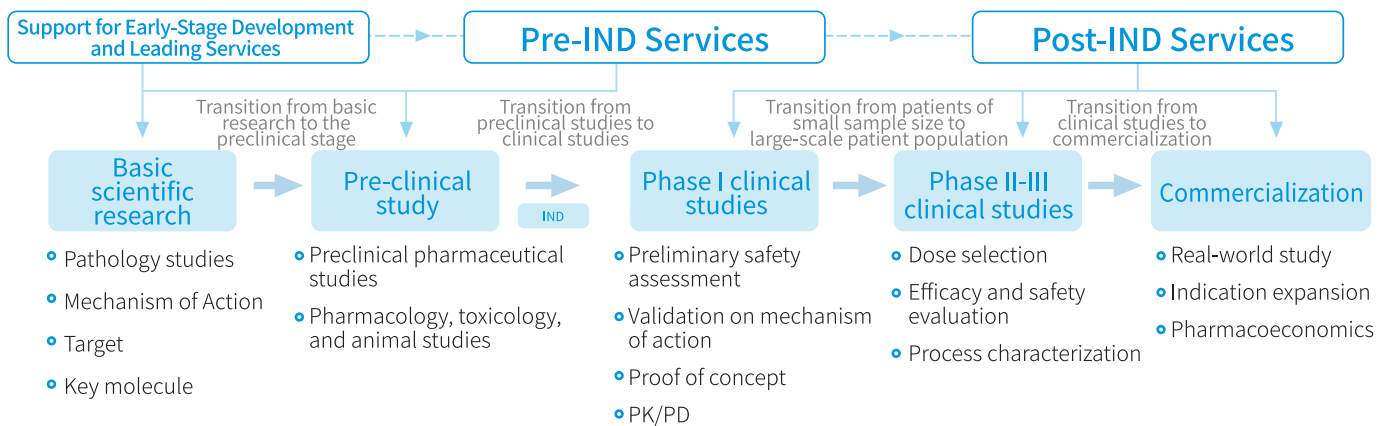 Support for Early-Stage Development
and Leading Services
Pre-IND Services
Post-IND Services
Transition from basic
research to the
preclinical stage
Transition from
preclinical studies to
clinical studies
Transition from patients of
small sample size to
large-scale patient population
Transition from
clinical studies to
commercialization
Basic
scientific
research
Pre-clinical
study
IND
Phase I clinical
studies
Phase II-III
clinical studies
Commercialization
Pathology studies
Mechanism of Action
Target
Key molecule
Preclinical pharmaceutical
studies
Pharmacology, toxicology,
and animal studies
Preliminary safety
assessment
Validation on mechanism
of action
Proof of concept
PK/PD
Dose selection
Efficacy and safety
evaluation
Process characterization
Real-world study
Indication expansion
Pharmacoeconomics